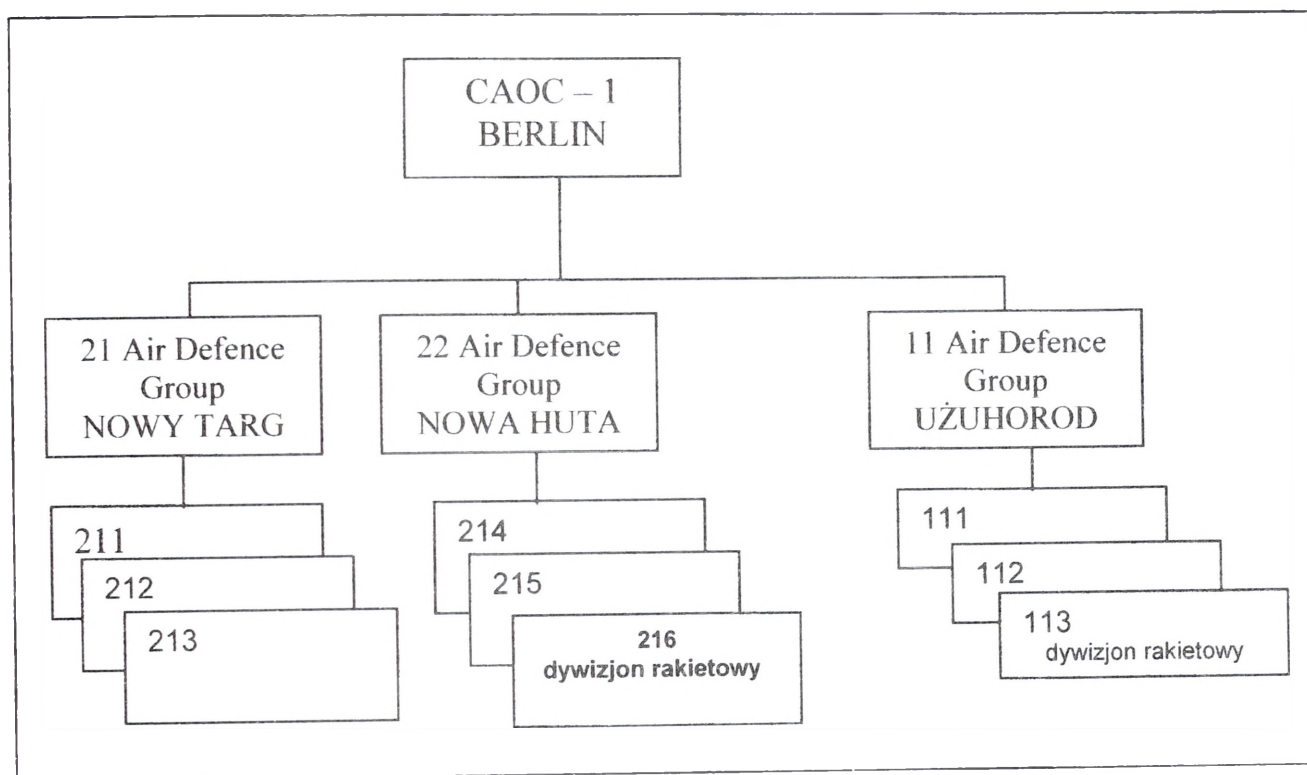 CAOC – 1
BERLIN
21 Air Defence
Group
NOWY TARG
22 Air Defence
Group
NOWA HUTA
11 Air Defence
Group
UŻUHOROD
211
212
213
214
215
216
dywizjon rakietowy
111
112
113
dywizjon rakietowy